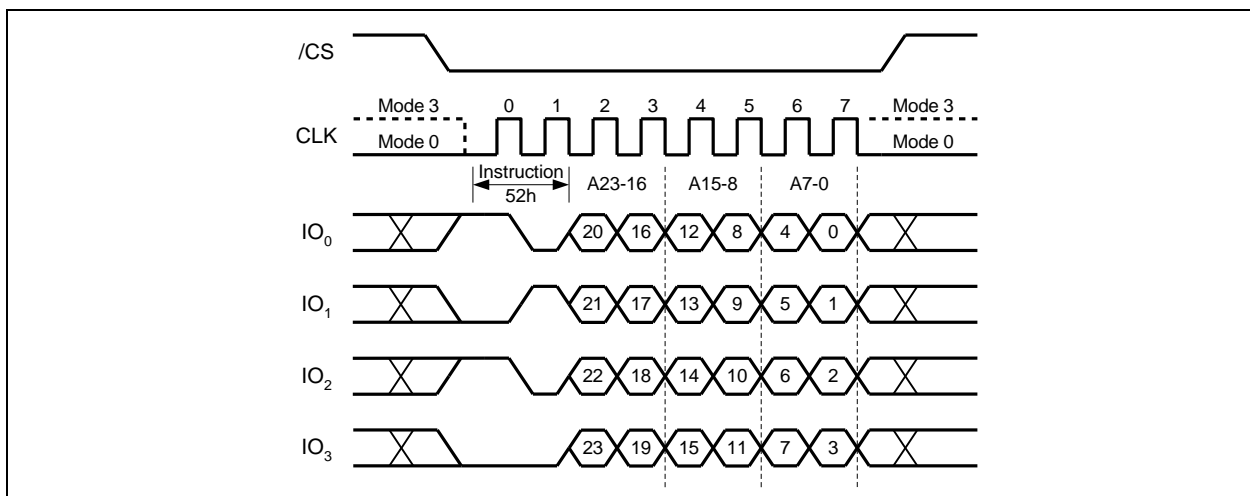 /CS
Mode 3 0 1 2 3 4 5 6 7 Mode 3
CLK
Mode 0 Mode 0
Instruction A23-16 A15-8 A7-0
52h
IO0 20 16 12 8 4 0
IO1 21 17 13 9 5 1
IO2 22 18 14 10 6 2
IO3 23 19 15 11 7 3